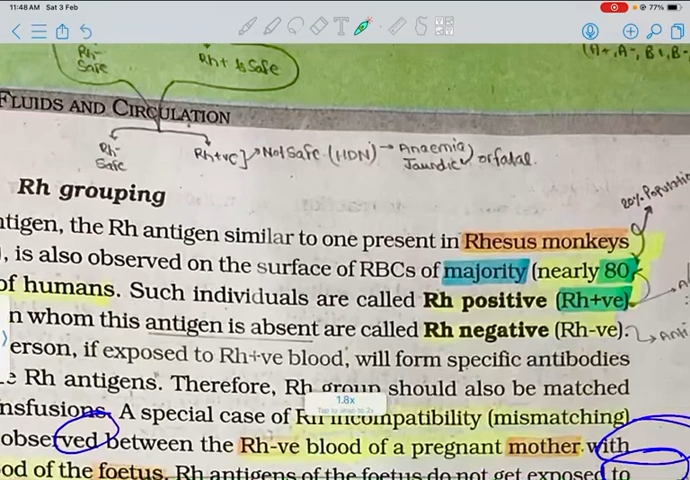 11:48 AM Sat 3 Feb
77%
(A+, A-, B+, B-
Rh-
Safe
Rh+ is Safe
FLUIDS AND CIRCULATION
Rh-
Safe
Rh+ve] → Not Safe. (HDN) → Anaemia
Jaundice) or fatal.
Rh grouping
20% Population
ntigen, the Rh antigen similar to one present in Rhesus monkeys
, is also observed on the surface of RBCs of majority (nearly 80
of humans. Such individuals are called Rh positive (Rh+ve)
n whom this antigen is absent are called Rh negative (Rh-ve).
Anti
erson, if exposed to Rh+ve blood, will form specific antibodies
e Rh antigens. Therefore, Rh group should also be matched
1.8x
nsfusions. A special case of Rh incompatibility (mismatching)
observed between the Rh-ve blood of a pregnant mother with
ood of the foetus. Rh antigens of the foetus do not get exposed to